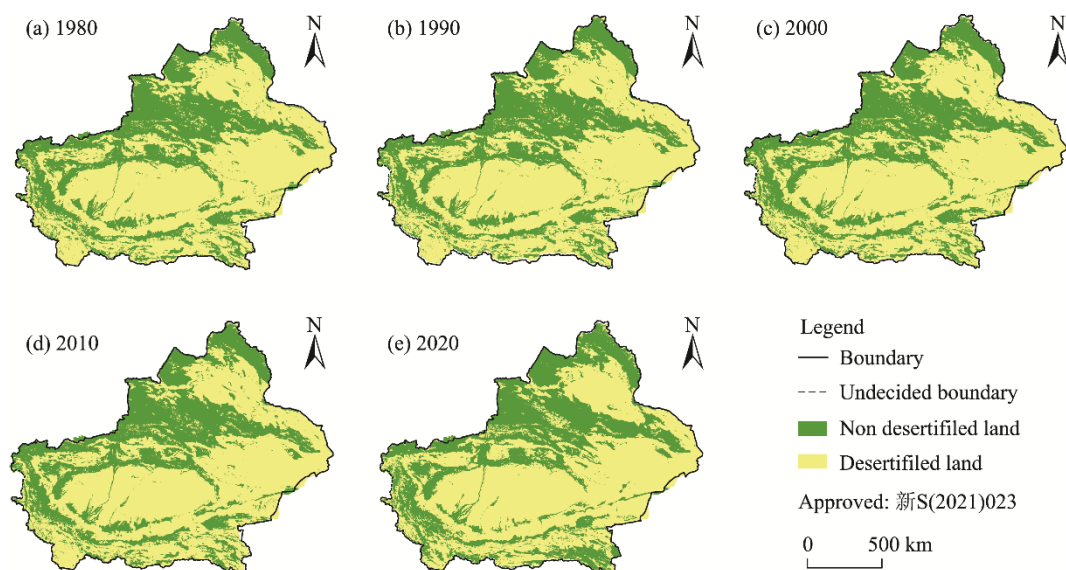 (a) 1980
N
(b) 1990
N
(c) 2000
N
(d) 2010
N
(e) 2020
N
Legend
Boundary
Undecided boundary
Non desertifiled land
Desertifiled land
Approved: 新S(2021)023
0 500 km